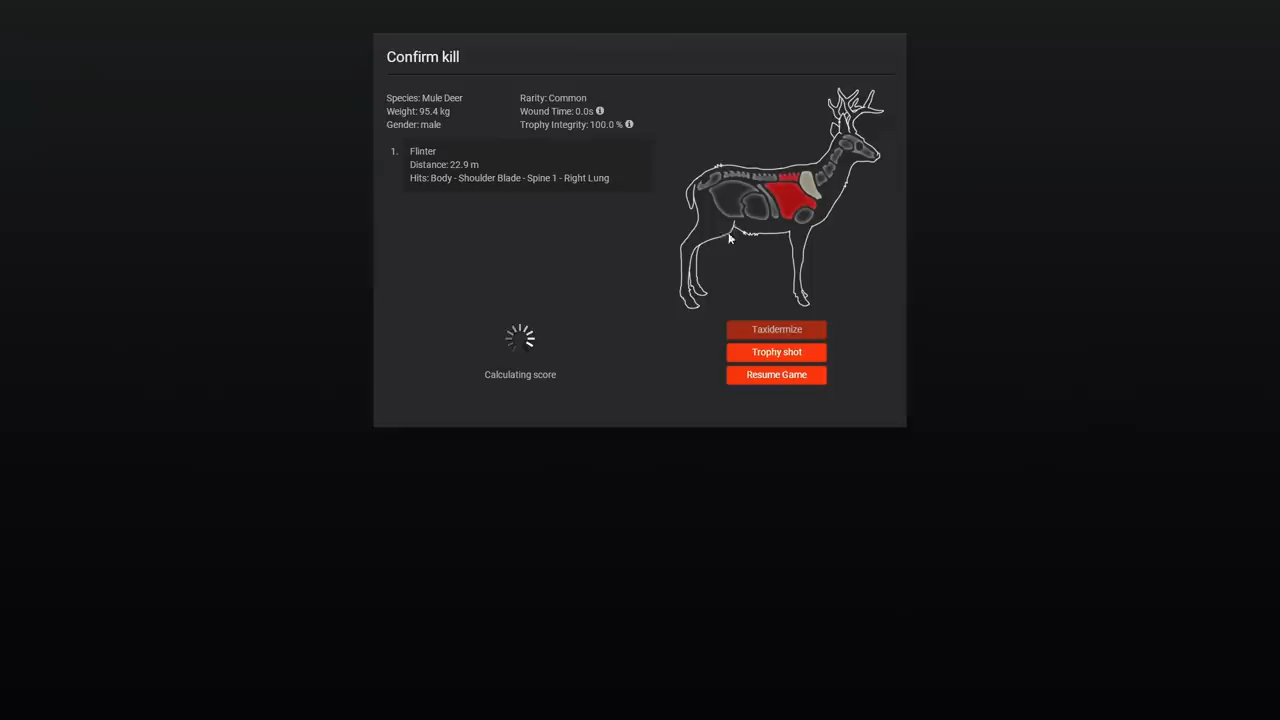 Confirm kill
Species: Mule Deer
Weight: 95.4 kg
Gender: male
Rarity: Common
Wound Time: 0.0s
Trophy Integrity: 100.0 %
1. Flinter
Distance: 22.9 m
Hits: Body - Shoulder Blade - Spine 1 - Right Lung
Calculating score
Taxidermize
Trophy shot
Resume Game